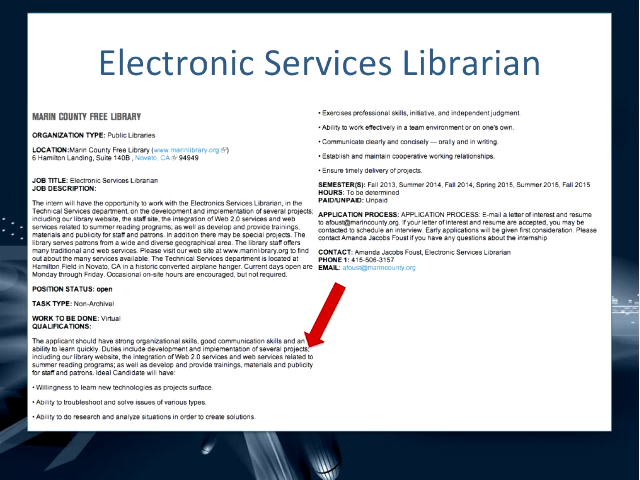 Electronic Services Librarian
MARIN COUNTY FREE LIBRARY
ORGANIZATION TYPE: Public Libraries
LOCATION:Marin County Free Library (www.marinlibrary.org)
6 Hamilton Landing, Suite 140B , Novato, CA 94949
JOB TITLE: Electronic Services Librarian
JOB DESCRIPTION:
The intern will have the opportunity to work with the Electronics Services Librarian, in the
Technical Services department, on the development and implementation of several projects;
including our library website, the staff site, the integration of Web 2.0 services and web
services related to summer reading programs; as well as develop and provide trainings,
materials and publicity for staff and patrons. In addition there may be special projects. The
library serves patrons from a wide and diverse geographical area. The library staff offers
many traditional and web services. Please visit our web site at www.marinlibrary.org to find
out about the many services available. The Technical Services department is located at
Hamilton Field in Novato, CA in a historic converted airplane hanger. Current days open are
Monday through Friday. Occasional on-site hours are encouraged, but not required.
POSITION STATUS: open
TASK TYPE: Non-Archival
WORK TO BE DONE: Virtual
QUALIFICATIONS:
The applicant should have strong organizational skills, good communication skills and an
ability to learn quickly. Duties include development and implementation of several projects;
including our library website, the integration of Web 2.0 services and web services related to
summer reading programs; as well as develop and provide trainings, materials and publicity
for staff and patrons. Ideal Candidate will have:
• Willingness to learn new technologies as projects surface.
• Ability to troubleshoot and solve issues of various types.
• Ability to do research and analyze situations in order to create solutions.
• Exercises professional skills, initiative, and independent judgment.
• Ability to work effectively in a team environment or on one's own.
• Communicate clearly and concisely — orally and in writing.
• Establish and maintain cooperative working relationships.
• Ensure timely delivery of projects.
SEMESTER(S): Fall 2013, Summer 2014, Fall 2014, Spring 2015, Summer 2015, Fall 2015
HOURS: To be determined
PAID/UNPAID: Unpaid
APPLICATION PROCESS: APPLICATION PROCESS: E-mail a letter of interest and resume
to afoust@marincounty.org. If your letter of interest and resume are accepted, you may be
contacted to schedule an interview. Early applications will be given first consideration. Please
contact Amanda Jacobs Foust if you have any questions about the internship
CONTACT: Amanda Jacobs Foust, Electronic Services Librarian
PHONE 1: 415-506-3157
EMAIL: afoust@marincounty.org